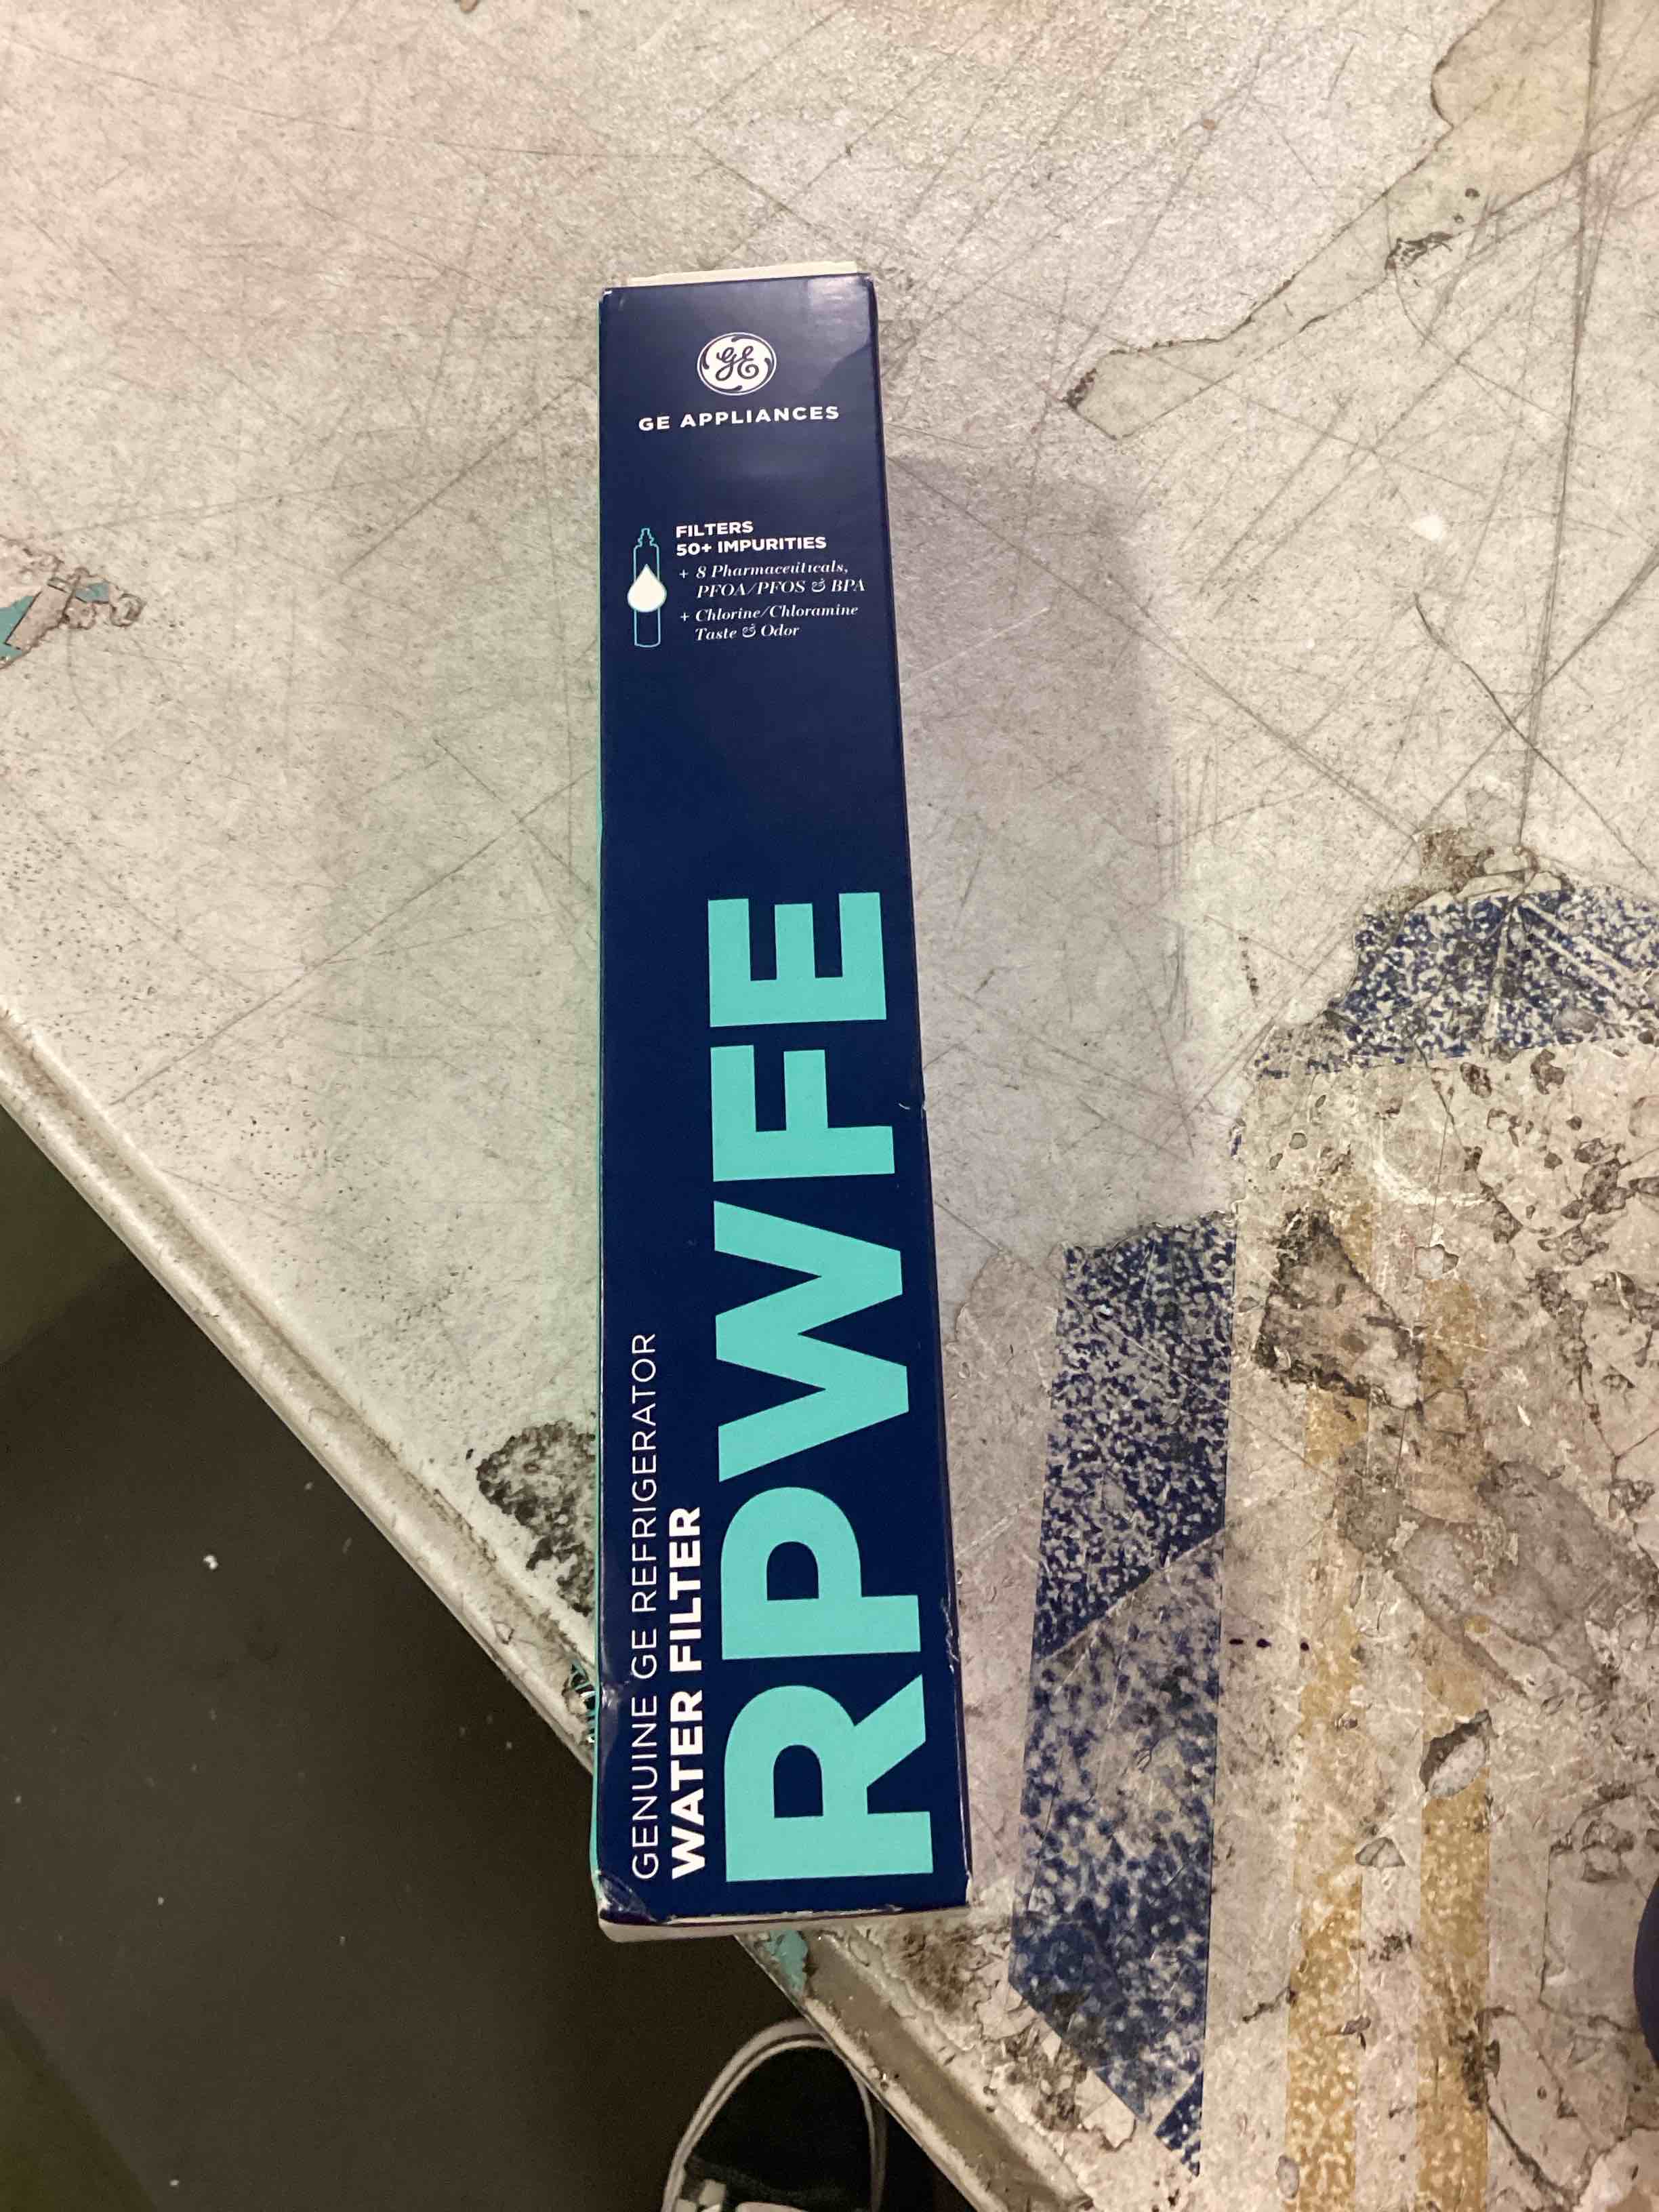 GE
GE APPLIANCES
FILTERS
50+ IMPURITIES
+ 8 Pharmaceuticals,
PFOA/PFOS & BPA
+ Chlorine/Chloramine
Taste & Odor
GENUINE GE REFRIGERATOR
WATER FILTER
RPWFE